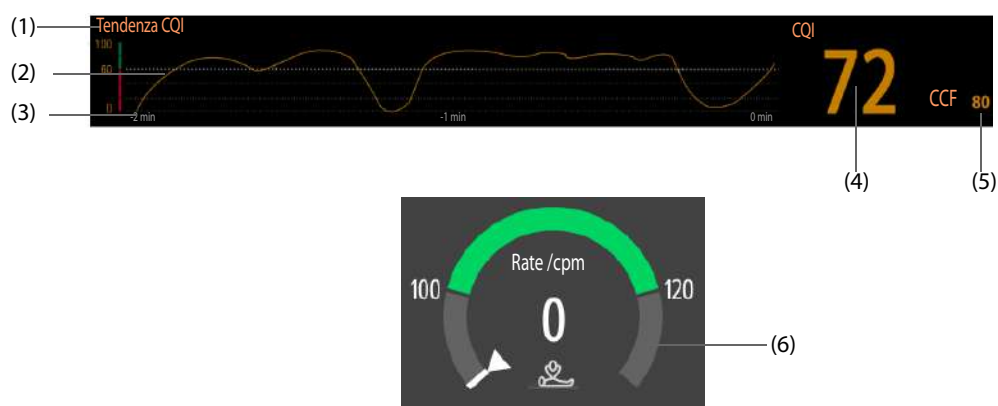 (1) Tendenza CQI
CQI
100
(2) 60
72
0
CCF 80
(3) -2 min -1 min 0 min
(4) (5)
Rate /cpm
100 120
0
(6)